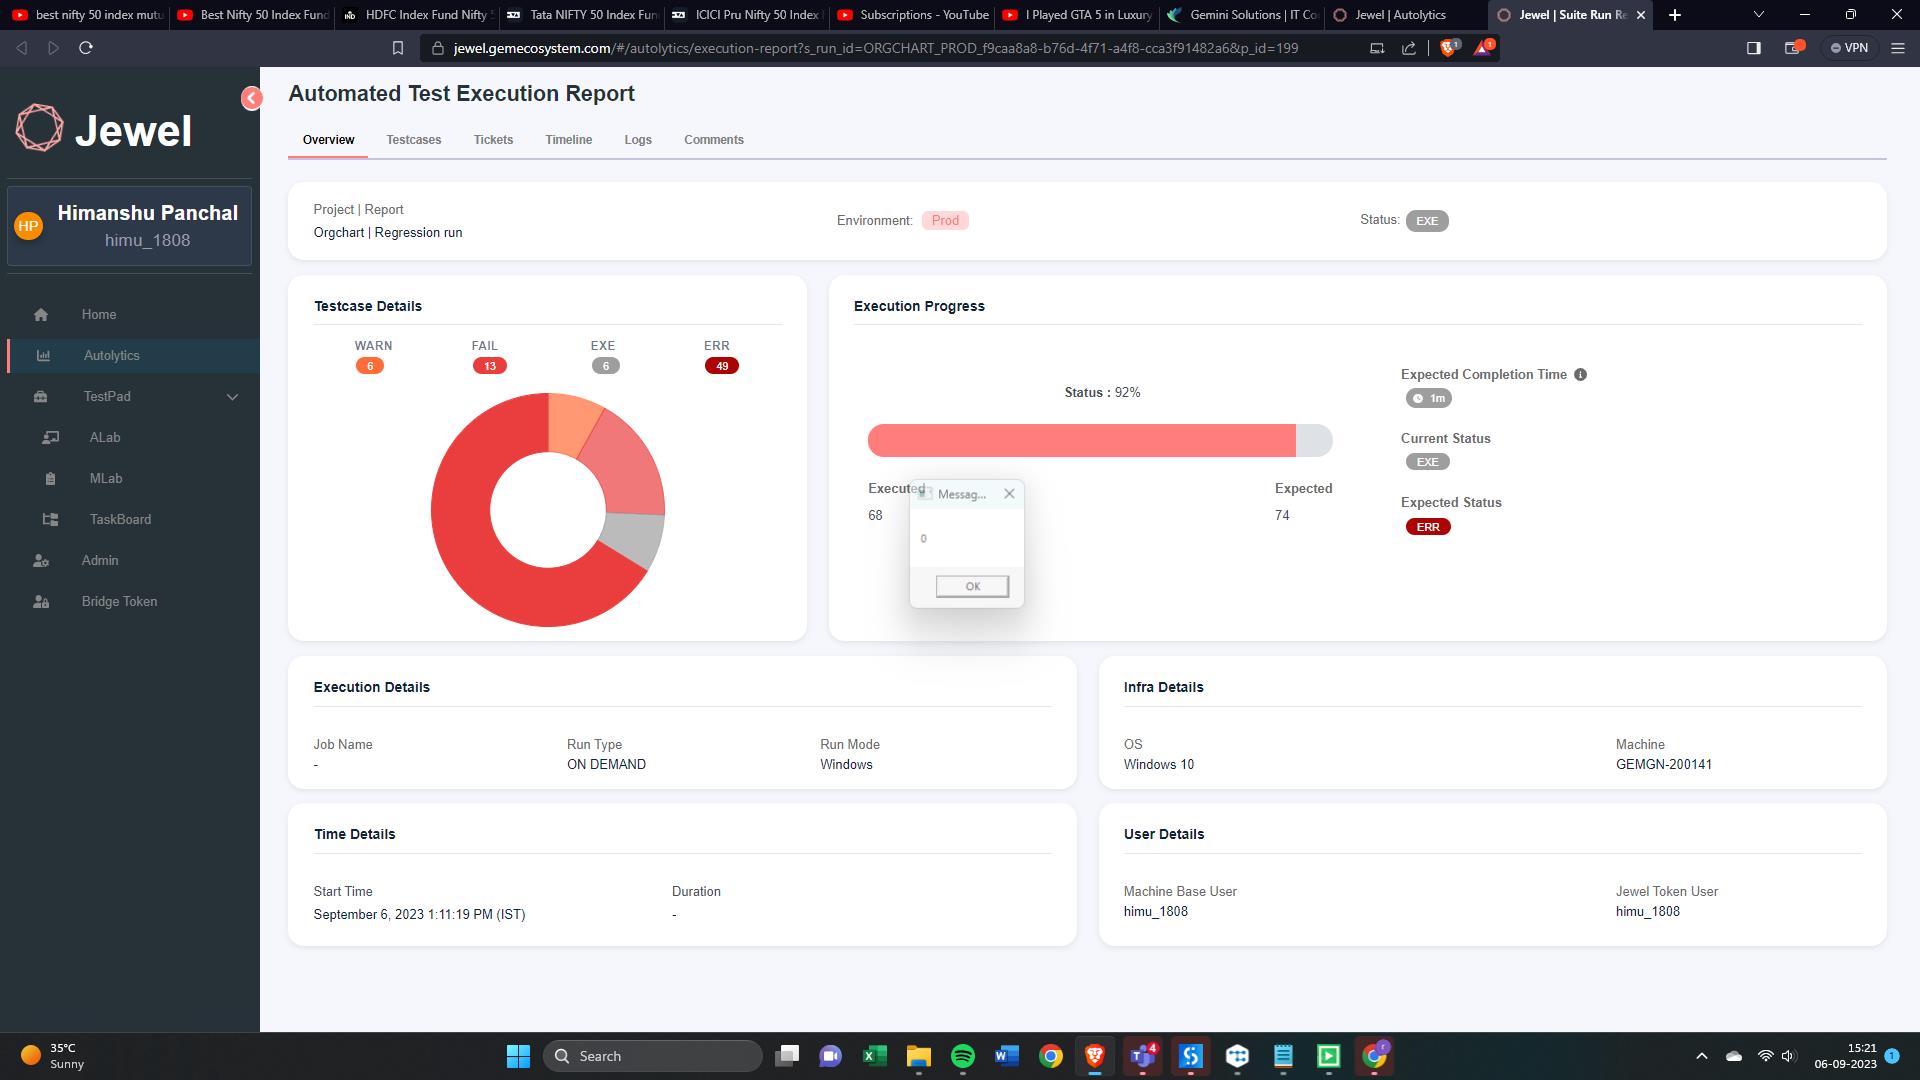 best nifty 50 index mutu
Best Nifty 50 Index Fund
HDFC Index Fund Nifty 5
Tata NIFTY 50 Index Fun
ICICI Pru Nifty 50 Index
Subscriptions - YouTube
I Played GTA 5 in Luxury
Gemini Solutions | IT Co
Jewel | Autolytics
Jewel | Suite Run Re
jewel.gemecosystem.com/#/autolytics/execution-report?s_run_id=ORGCHART_PROD_f9caa8a8-b76d-4f71-a4f8-cca3f91482a6&p_id=199
1
1
VPN
Jewel
HP
Himanshu Panchal
himu_1808
Home
Autolytics
TestPad
ALab
MLab
TaskBoard
Admin
Bridge Token
Automated Test Execution Report
Overview Testcases Tickets Timeline Logs Comments
Project | Report
Orgchart | Regression run
Environment: Prod
Status: EXE
Testcase Details
WARN FAIL EXE ERR
6 13 6 49
Execution Progress
Status : 92%
Executed
68
Expected
74
Expected Completion Time
1m
Current Status
EXE
Expected Status
ERR
Messag...
0
OK
Execution Details
Job Name Run Type Run Mode
- ON DEMAND Windows
Infra Details
OS Machine
Windows 10 GEMGN-200141
Time Details
Start Time Duration
September 6, 2023 1:11:19 PM (IST) -
User Details
Machine Base User Jewel Token User
himu_1808 himu_1808
35°C
Sunny
Search
4
15:21
06-09-2023
1